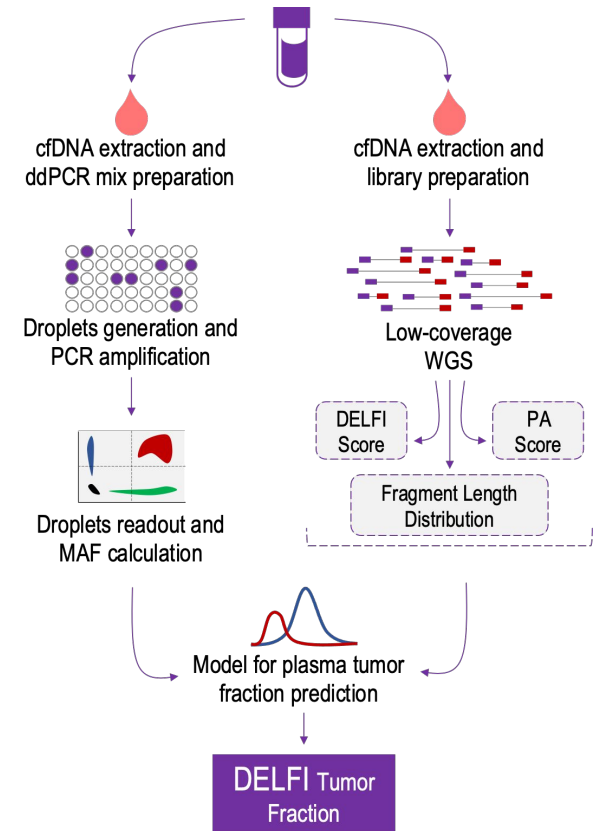 cfDNA extraction and
ddPCR mix preparation
cfDNA extraction and
library preparation
Droplets generation and
PCR amplification
Low-coverage
WGS
DELFI
Score
PA
Score
Fragment Length
Distribution
Droplets readout and
MAF calculation
Model for plasma tumor
fraction prediction
DELFI Tumor
Fraction